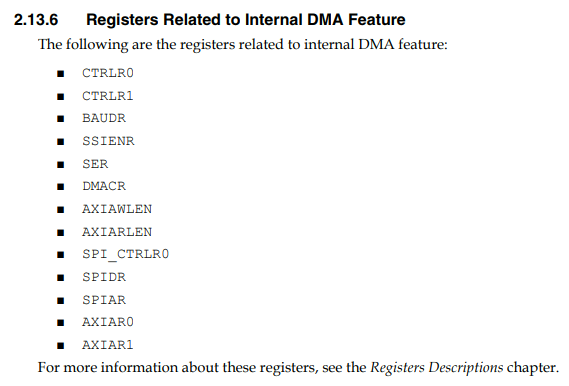 2.13.6 Registers Related to Internal DMA Feature
The following are the registers related to internal DMA feature:
■ CTRLR0
■ CTRLR1
■ BAUDR
■ SSIENR
■ SER
■ DMACR
■ AXIAWLEN
■ AXIARLEN
■ SPI_CTRLR0
■ SPIDR
■ SPIAR
■ AXIAR0
■ AXIAR1
For more information about these registers, see the Registers Descriptions chapter.